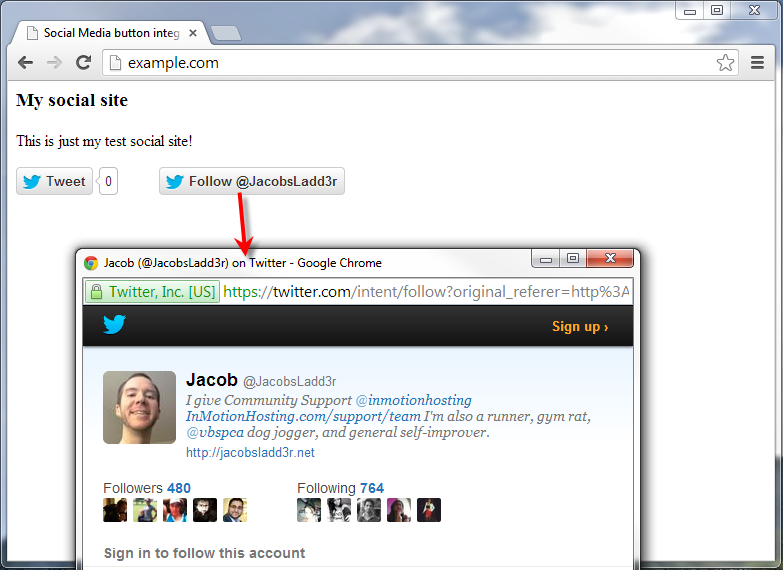 Social Media button integ
example.com
My social site
This is just my test social site!
Tweet 0 Follow @JacobsLadd3r
Jacob (@JacobsLadd3r) on Twitter - Google Chrome
Twitter, Inc. [US] https://twitter.com/intent/follow?original_referer=http%3A
Sign up ›
Jacob @JacobsLadd3r
I give Community Support @inmotionhosting
InMotionHosting.com/support/team I'm also a runner, gym rat,
@vbspca dog jogger, and general self-improver.
http://jacobsladd3r.net
Followers 480 Following 764
Sign in to follow this account